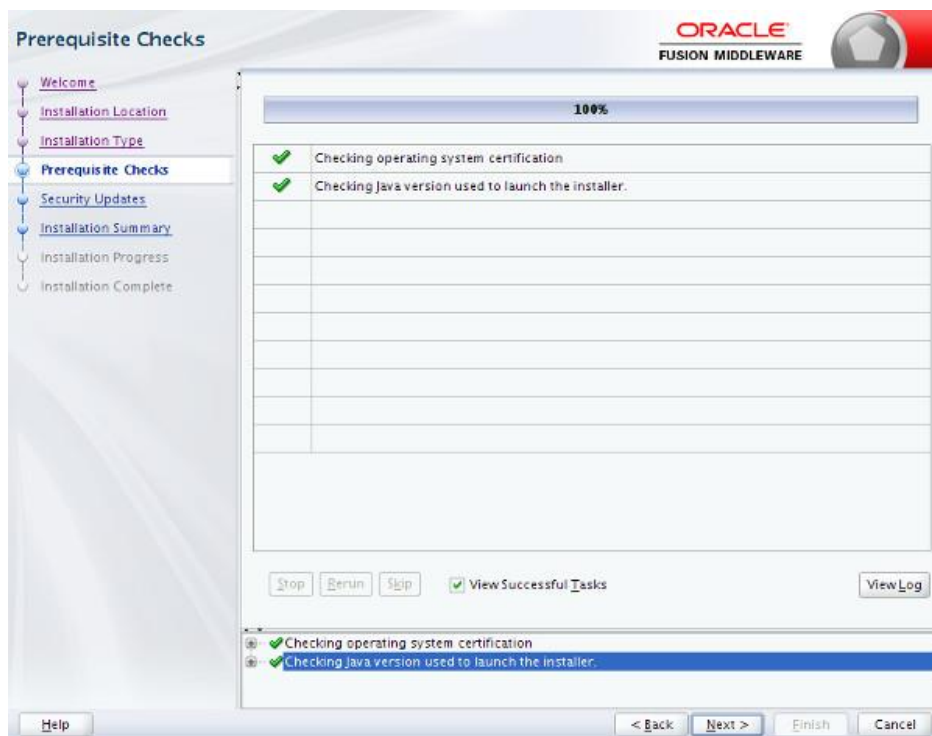 Prerequisite Checks
ORACLE
FUSION MIDDLEWARE
Welcome
Installation Location
Installation Type
Prerequisite Checks
Security Updates
Installation Summary
Installation Progress
Installation Complete
100%
Checking operating system certification
Checking Java version used to launch the installer.
Stop Rerun Skip View Successful Tasks View Log
Checking operating system certification
Checking Java version used to launch the installer.
Help < Back Next > Finish Cancel